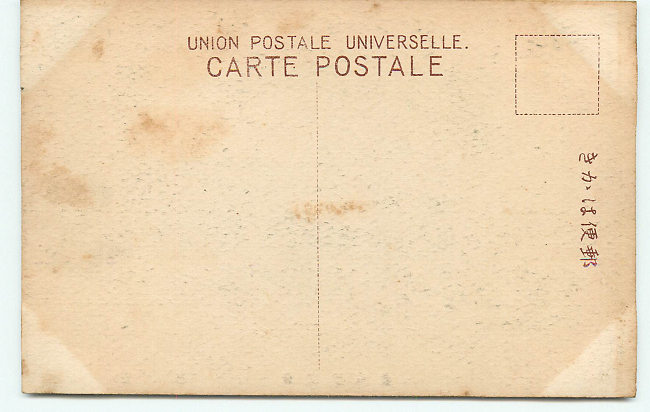 UNION POSTALE UNIVERSELLE.
CARTE POSTALE
きかは便郵